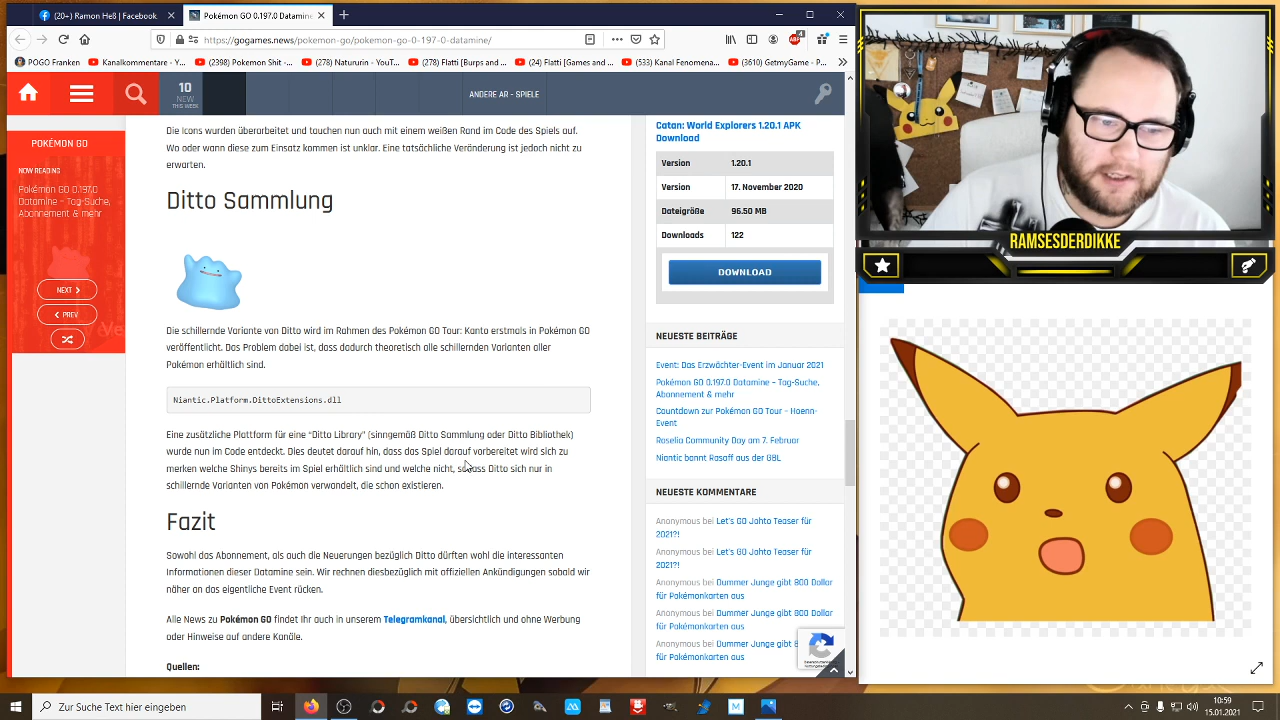 (20+) Ramon Heß | Facebook
Pokémon GO 0.197.0 Datamine
https://gogames.news/pokemon-go/pokemon-go-0-197-0-datamine/
POGO Franken
Kanalkommentare - Y...
(2398) Pokemon Shit -...
(278) Natururin - YouT...
(278) Flatti [Burps and ...
(24) Flatti [Games and ...
(533) Kanal Fenomena...
(3610) GetmyGame - P...
10
NEW
THIS WEEK
ANDERE AR - SPIELE
POKÉMON GO
NOW READING
Pokémon GO 0.197.0
Datamine – Tag-Suche,
Abonnement & mehr
NEXT
PREV
Die Icons wurden überarbeitet und tauchen nun auch mit einem weißen Rand im Code des Spiels auf.
Wo oder wann diese zum Einsatz kommen ist unklar. Eine tatsächliche Veränderung ist jedoch nicht zu
erwarten.
Ditto Sammlung
Die schillernde Variante von Ditto wird im Rahmen des Pokémon GO Tour: Kanto erstmals in Pokémon GO
veröffentlicht. Das Problem dabei ist, dass dadurch theoretisch alle schillernden Varianten aller
Pokémon erhältlich sind.
Niantic.Platform.DittoExtensions.dll
Eine zusätzliche Plattform für eine “Ditto Library” (sinngemäß Ditto Sammlung oder Ditto Bibliothek)
wurde nun im Code entdeckt. Dies deutet darauf hin, dass das Spiel darauf vorbereitet wird sich zu
merken welche Shinys bereits im Spiel erhältlich sind und welche nicht, sodass Ditto sich nur in
schillernde Varianten von Pokémon verwandelt, die schon existieren.
Fazit
Sowohl das Abonnement, als auch die Neuerungen bezüglich Ditto dürften wohl die interessanten
Informationen dieser Datamine sein. Wir rechnen diesbezüglich mit offiziellen Ankündigungen sobald wir
näher an das eigentliche Event rücken.
Alle News zu Pokémon GO findet Ihr auch in unserem Telegramkanal, übersichtlich und ohne Werbung
oder Hinweise auf andere Kanäle.
Quellen:
Catan: World Explorers 1.20.1 APK
Download
Version 1.20.1
Version 17. November 2020
Dateigröße 96.50 MB
Downloads 122
DOWNLOAD
NEUESTE BEITRÄGE
Event: Das Erzwächter-Event im Januar 2021
Pokémon GO 0.197.0 Datamine – Tag-Suche,
Abonnement & mehr
Countdown zur Pokémon GO Tour – Hoenn-
Event
Roselia Community Day am 7. Februar
Niantic bannt Rasaff aus der GBL
NEUESTE KOMMENTARE
Anonymous bei Let's GO Johto Teaser für
2021?!
Anonymous bei Let's GO Johto Teaser für
2021?!
Anonymous bei Dummer Junge gibt 800 Dollar
für Pokémonkarten aus
Anonymous bei Dummer Junge gibt 800 Dollar
für Pokémonkarten aus
Anonymous bei Dummer Junge gibt 8
für Pokémonkarten aus
RAMSESDERDIKKE
Zur Suche Text hier eingeben
10:59
15.01.2021